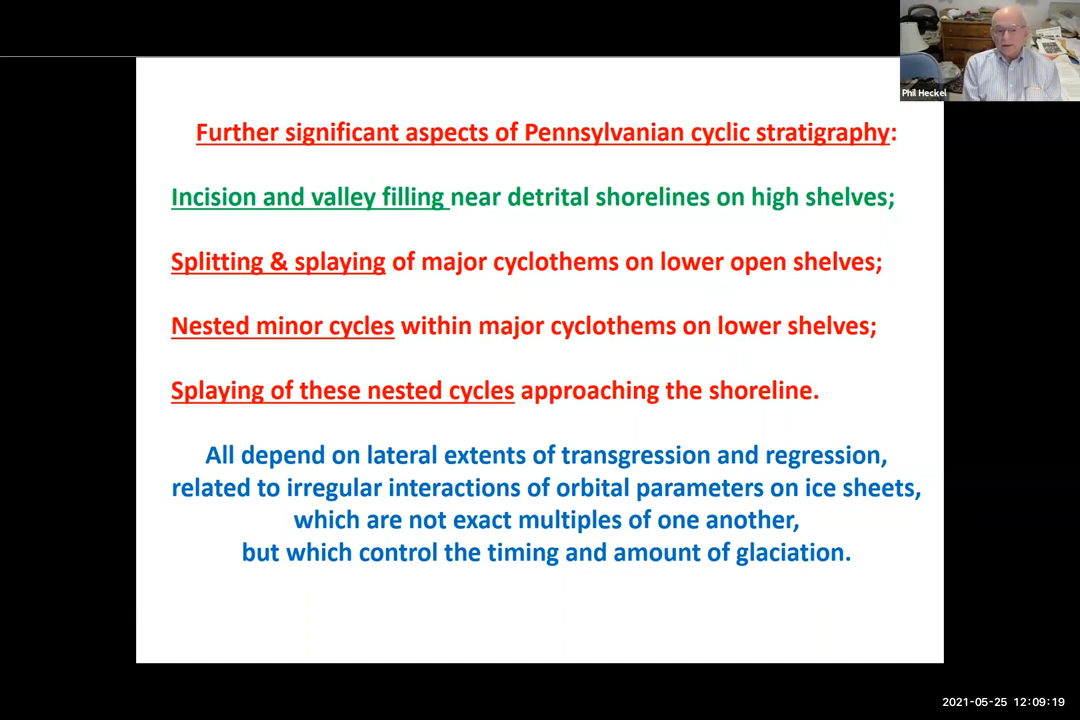 Phil Heckel
Further significant aspects of Pennsylvanian cyclic stratigraphy:
Incision and valley filling near detrital shorelines on high shelves;
Splitting & splaying of major cyclothems on lower open shelves;
Nested minor cycles within major cyclothems on lower shelves;
Splaying of these nested cycles approaching the shoreline.
All depend on lateral extents of transgression and regression,
related to irregular interactions of orbital parameters on ice sheets,
which are not exact multiples of one another,
but which control the timing and amount of glaciation.
2021-05-25 12:09:19